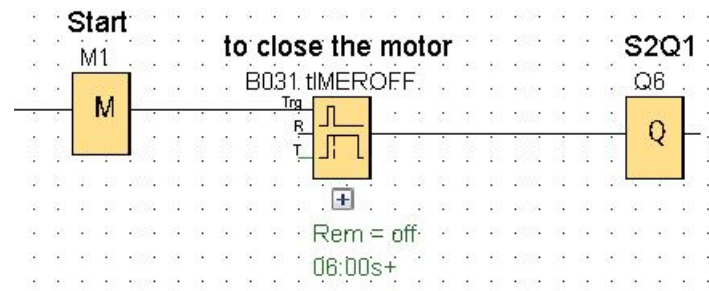 Start
M1
M
to close the motor
B031.tIMEROFF
Trg
R
T
Rem = off
06:00s+
S2Q1
Q6
Q